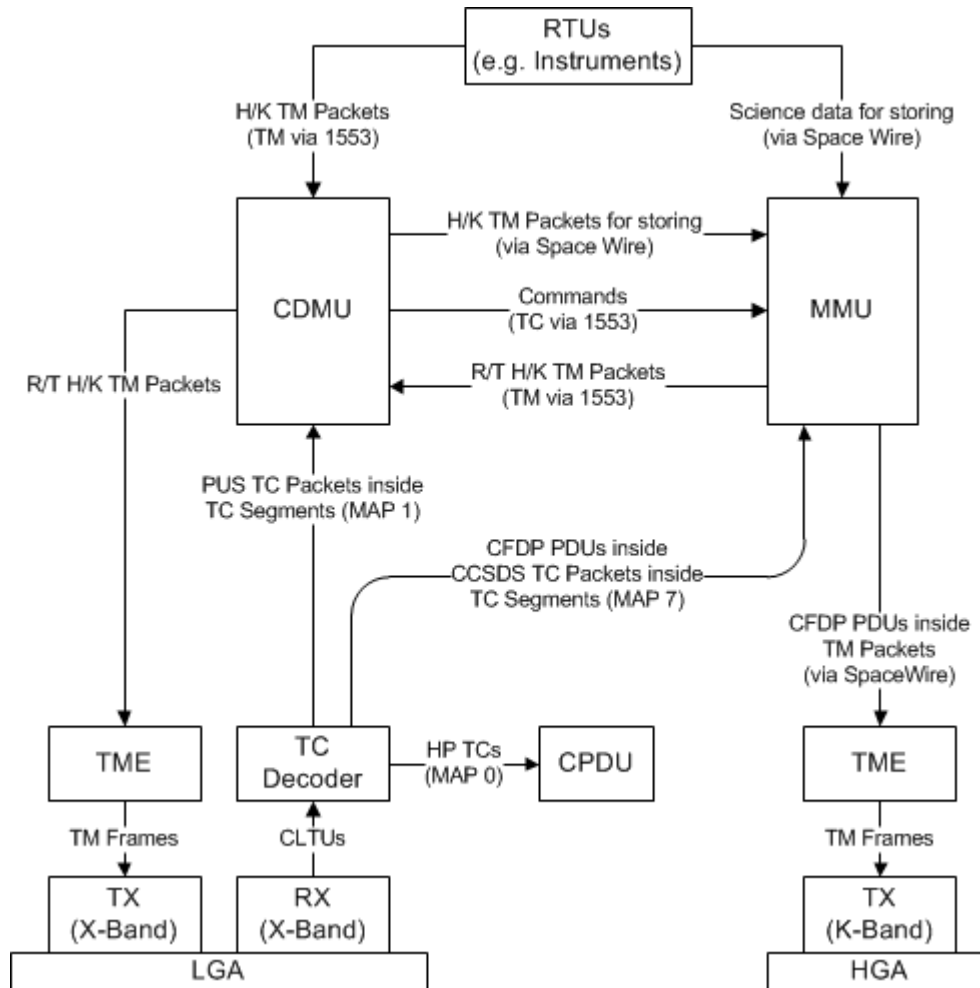 RTUs
(e.g. Instruments)
H/K TM Packets
(TM via 1553)
Science data for storing
(via Space Wire)
CDMU
H/K TM Packets for storing
(via Space Wire)
Commands
(TC via 1553)
R/T H/K TM Packets
(TM via 1553)
MMU
R/T H/K TM Packets
PUS TC Packets inside
TC Segments (MAP 1)
CFDP PDUs inside
CCSDS TC Packets inside
TC Segments (MAP 7)
CFDP PDUs inside
TM Packets
(via SpaceWire)
TME
TC
Decoder
HP TCs
(MAP 0)
CPDU
TME
TM Frames
CLTUs
TM Frames
TX
(X-Band)
RX
(X-Band)
TX
(K-Band)
LGA
HGA